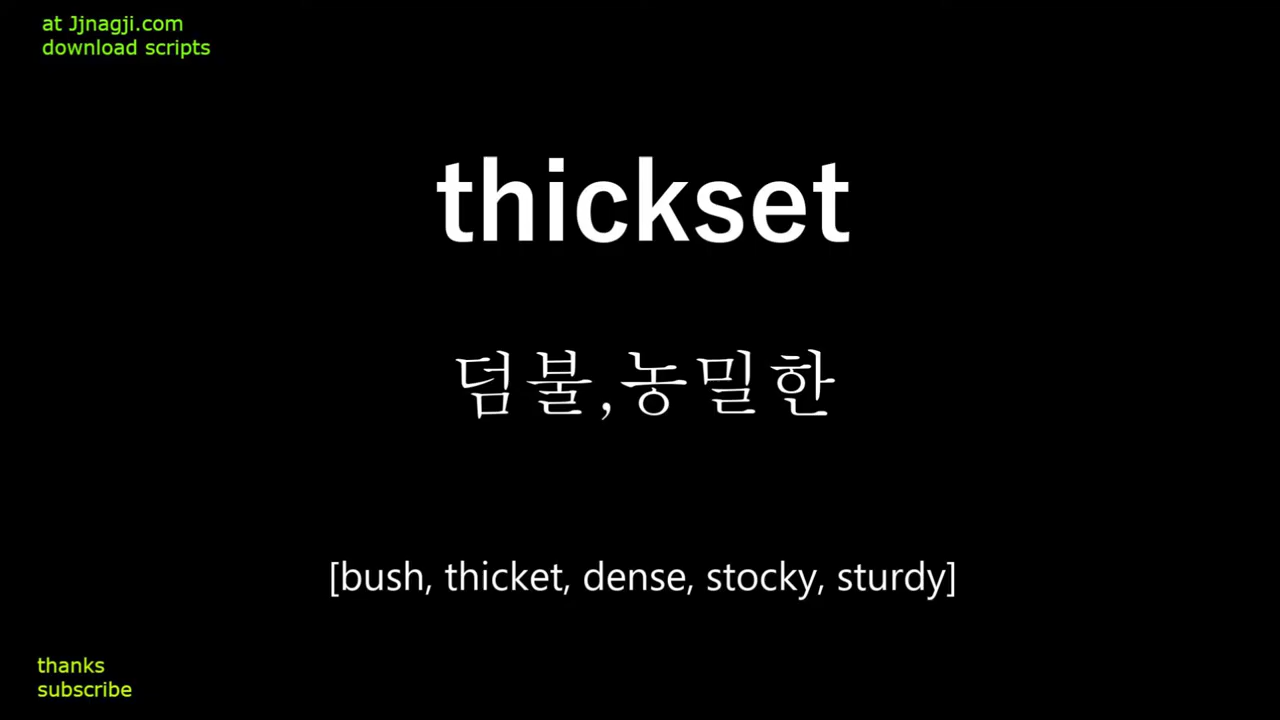 at Jjnagji.com
download scripts
thickset
덤불,농밀한
[bush, thicket, dense, stocky, sturdy]
thanks
subscribe